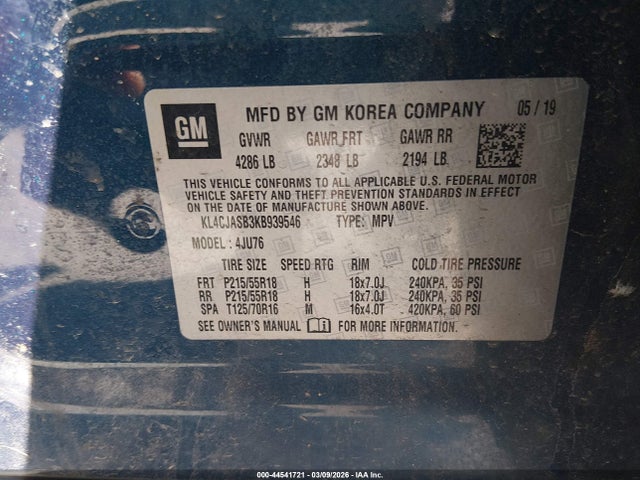 GM
MFD BY GM KOREA COMPANY 05 / 19
GVWR GAWR FRT GAWR RR
4286 LB 2348 LB 2194 LB
THIS VEHICLE CONFORMS TO ALL APPLICABLE U.S. FEDERAL MOTOR
VEHICLE SAFETY AND THEFT PREVENTION STANDARDS IN EFFECT
ON THE DATE OF MANUFACTURE SHOWN ABOVE.
KL4CJASB3KB939546 TYPE: MPV
MODEL : 4JU76
TIRE SIZE SPEED RTG RIM COLD TIRE PRESSURE
FRT P215/55R18 H 18x7.0J 240KPA, 35 PSI
RR P215/55R18 H 18x7.0J 240KPA, 35 PSI
SPA T125/70R16 M 16x4.0T 420KPA, 60 PSI
SEE OWNER'S MANUAL FOR MORE INFORMATION.
000-44541721 - 03/09/2026 - IAA Inc.